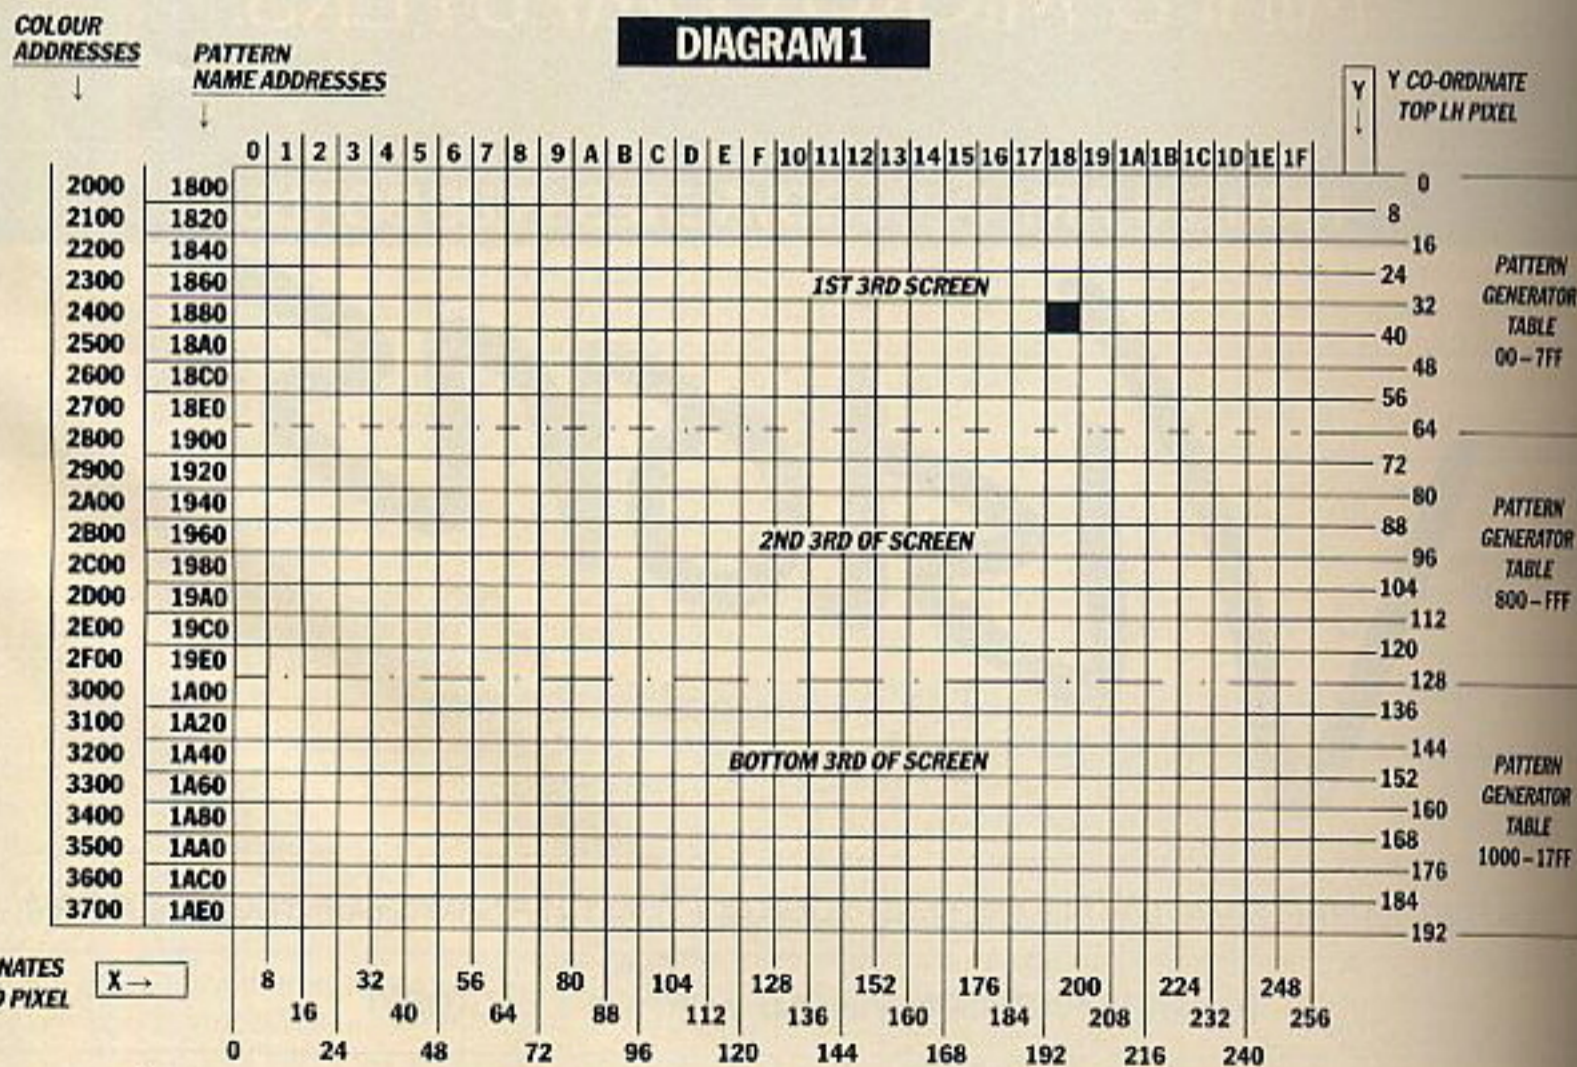 DIAGRAM 1
COLOUR
ADDRESSES
↓
PATTERN
NAME ADDRESSES
↓
Y
↓
Y CO-ORDINATE
TOP LH PIXEL
0 1 2 3 4 5 6 7 8 9 A B C D E F 10 11 12 13 14 15 16 17 18 19 1A 1B 1C 1D 1E 1F
2000 1800 0
2100 1820 8
2200 1840 16
2300 1860 24
2400 1880 32
2500 18A0 40
2600 18C0 48
2700 18E0 56
2800 1900 64
2900 1920 72
2A00 1940 80
2B00 1960 88
2C00 1980 96
2D00 19A0 104
2E00 19C0 112
2F00 19E0 120
3000 1A00 128
3100 1A20 136
3200 1A40 144
3300 1A60 152
3400 1A80 160
3500 1AA0 168
3600 1AC0 176
3700 1AE0 184
192
1ST 3RD SCREEN
2ND 3RD OF SCREEN
BOTTOM 3RD OF SCREEN
PATTERN
GENERATOR
TABLE
00-7FF
PATTERN
GENERATOR
TABLE
800-FFF
PATTERN
GENERATOR
TABLE
1000-17FF
NATES
PIXEL
X→
8 32 56 80 104 128 152 176 200 224 248
16 40 64 88 112 136 160 184 208 232 256
0 24 48 72 96 120 144 168 192 216 240